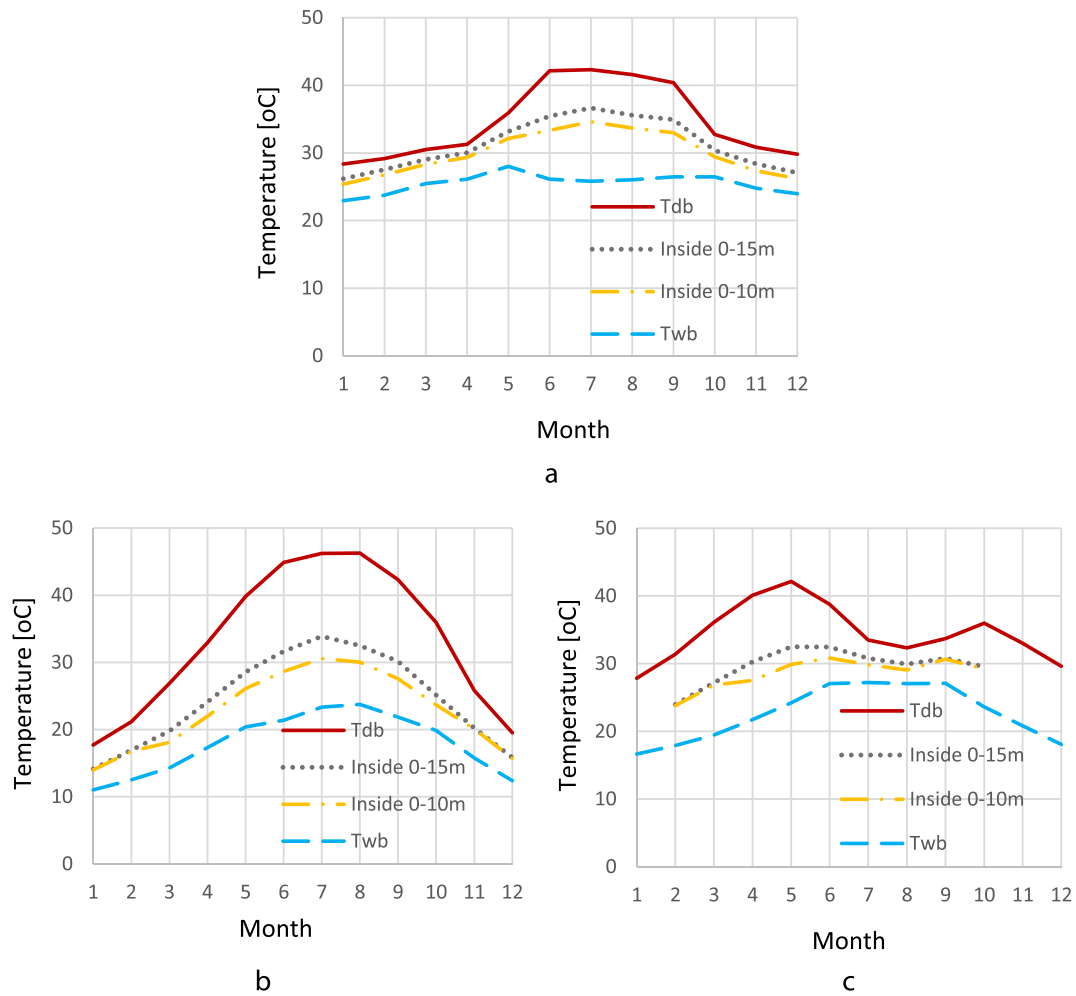 50
40
30
20
10
0
Temperature [oC]
Tdb
Inside 0-15m
Inside 0-10m
Twb
1 2 3 4 5 6 7 8 9 10 11 12
Month
a
50
40
30
20
10
0
Temperature [oC]
Tdb
Inside 0-15m
Inside 0-10m
Twb
1 2 3 4 5 6 7 8 9 10 11 12
Month
b
50
40
30
20
10
0
Temperature [oC]
Tdb
Inside 0-15m
Inside 0-10m
Twb
1 2 3 4 5 6 7 8 9 10 11 12
Month
c